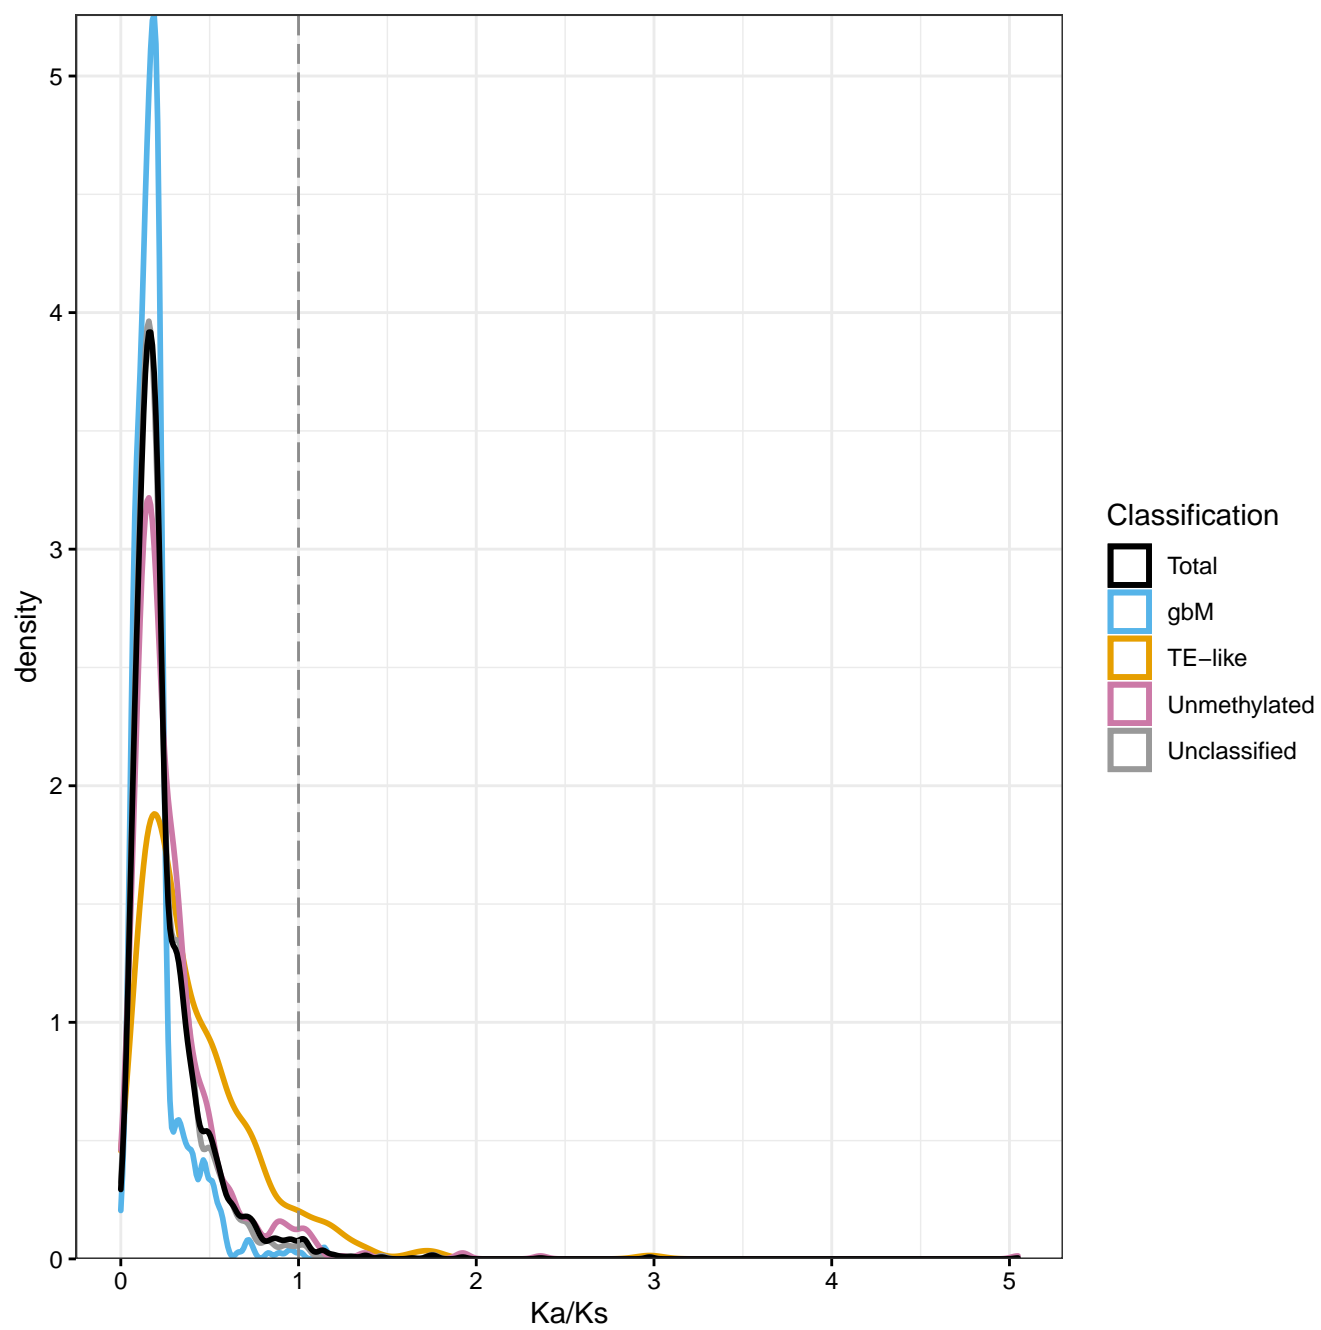 5
4
3
2
1
0
density
0 1 2 3 4 5
Ka/Ks
Classification
Total
gbM
TE−like
Unmethylated
Unclassified